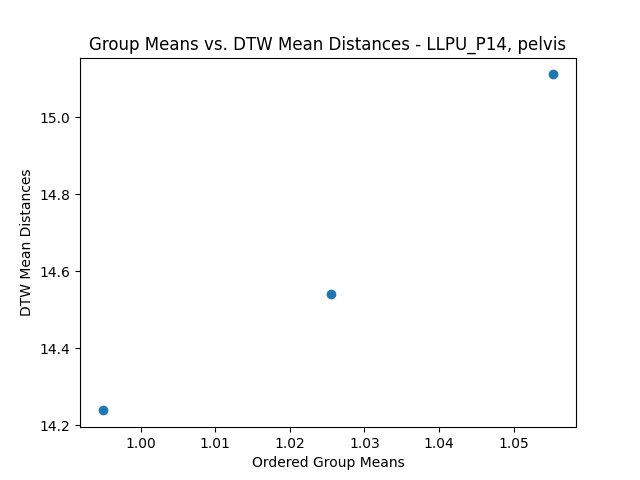 Group Means vs. DTW Mean Distances - LLPU_P14, pelvis
15.0
14.8
14.6
14.4
14.2
DTW Mean Distances
1.00 1.01 1.02 1.03 1.04 1.05
Ordered Group Means